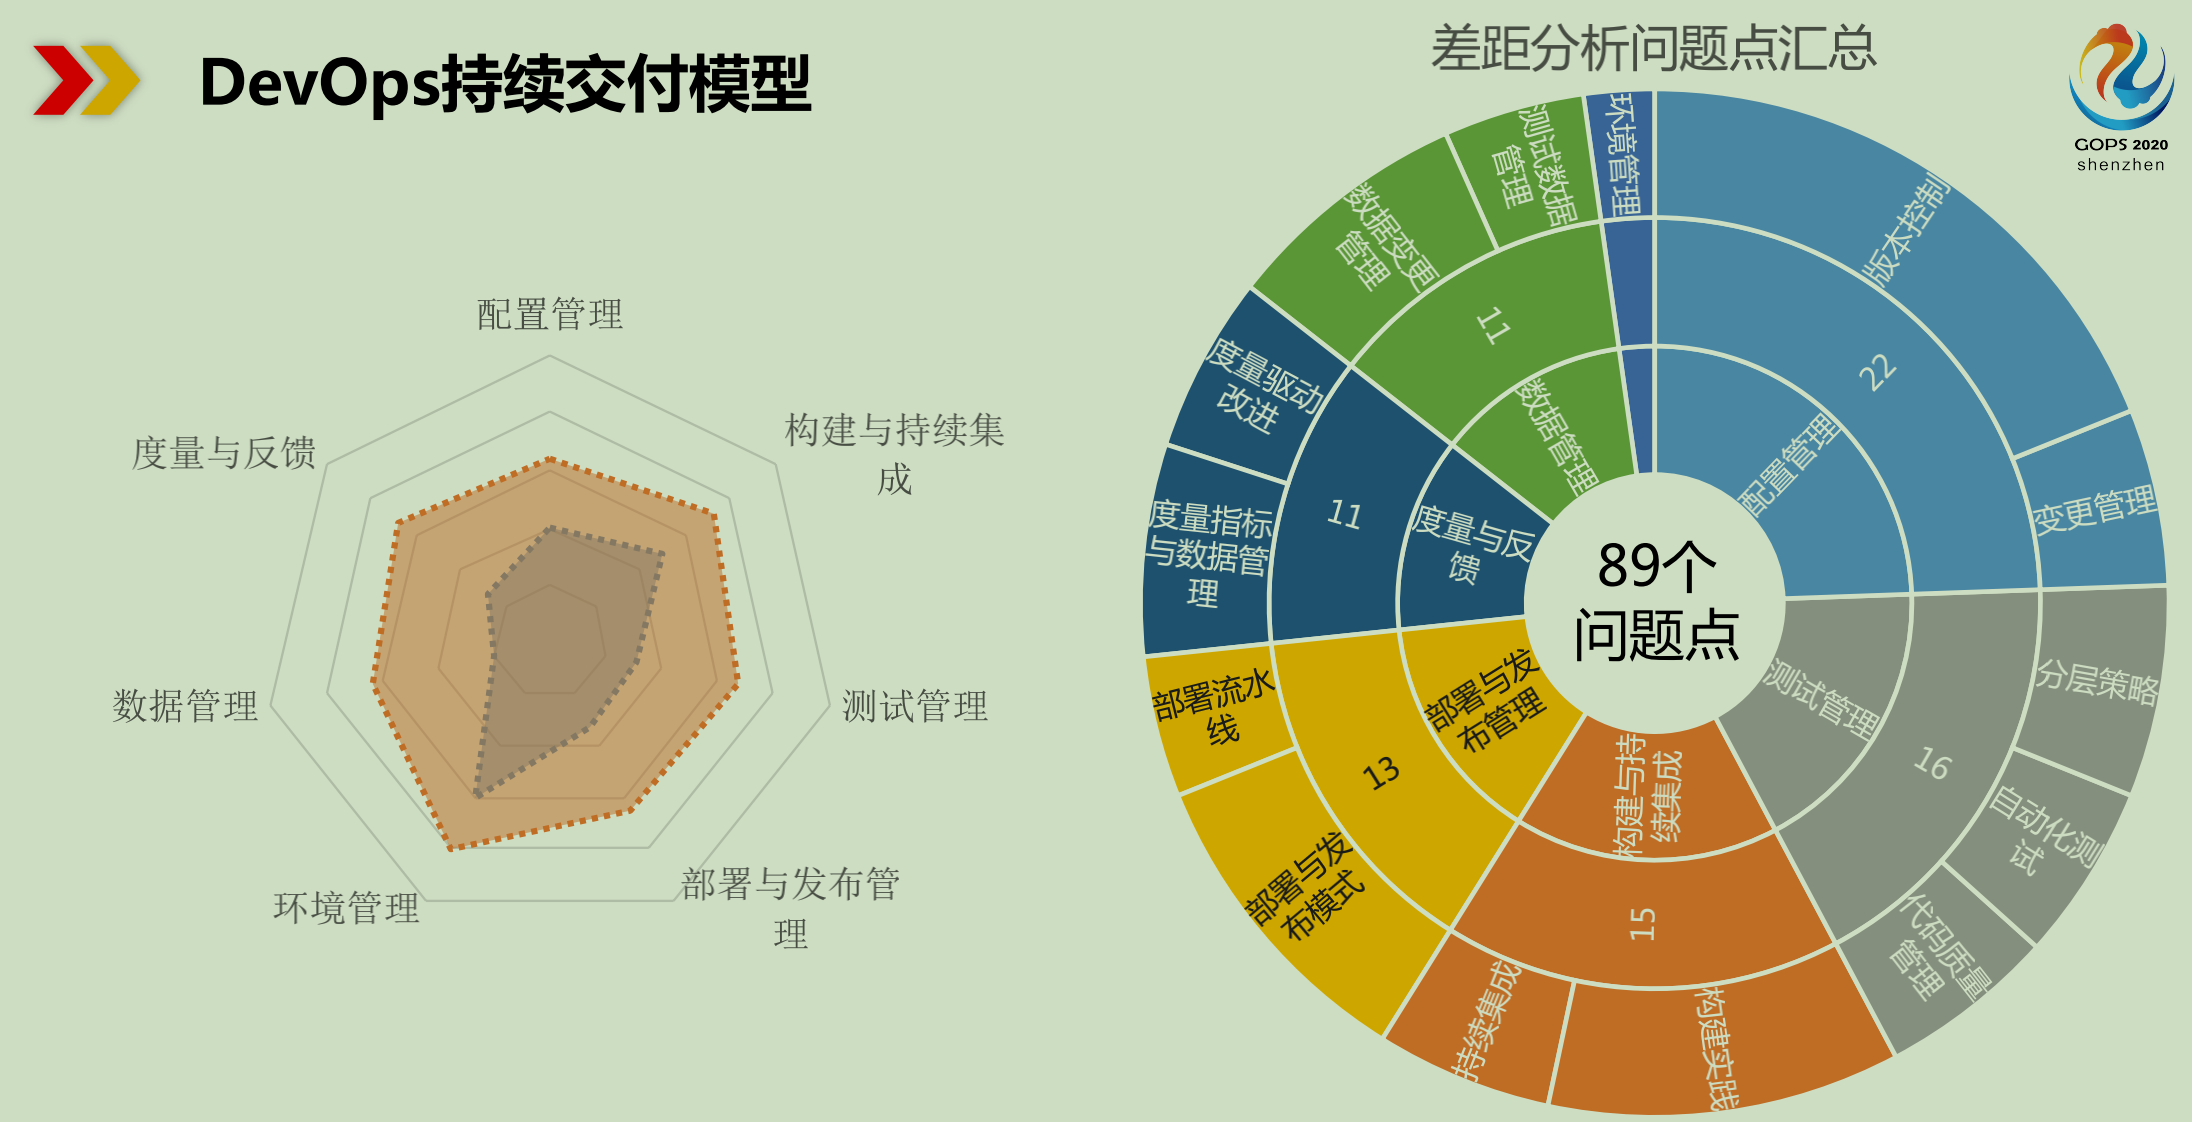 DevOps持续交付模型
差距分析问题点汇总
GOPS 2020
shenzhen
配置管理
构建与持续集
成
测试管理
部署与发布管
理
环境管理
数据管理
度量与反馈
89个
问题点
配置管理
22
版本控制
变更管理
测试管理
16
分层策略
自动化测
试
代码质量
管理
构建与持
续集成
15
构建实践
持续集成
部署与发
布管理
13
部署与发
布模式
部署流水
线
度量与反
馈
11
度量指标
与数据管
理
度量驱动
改进
数据管理
11
数据变更
管理
测试数据
管理
环境管理